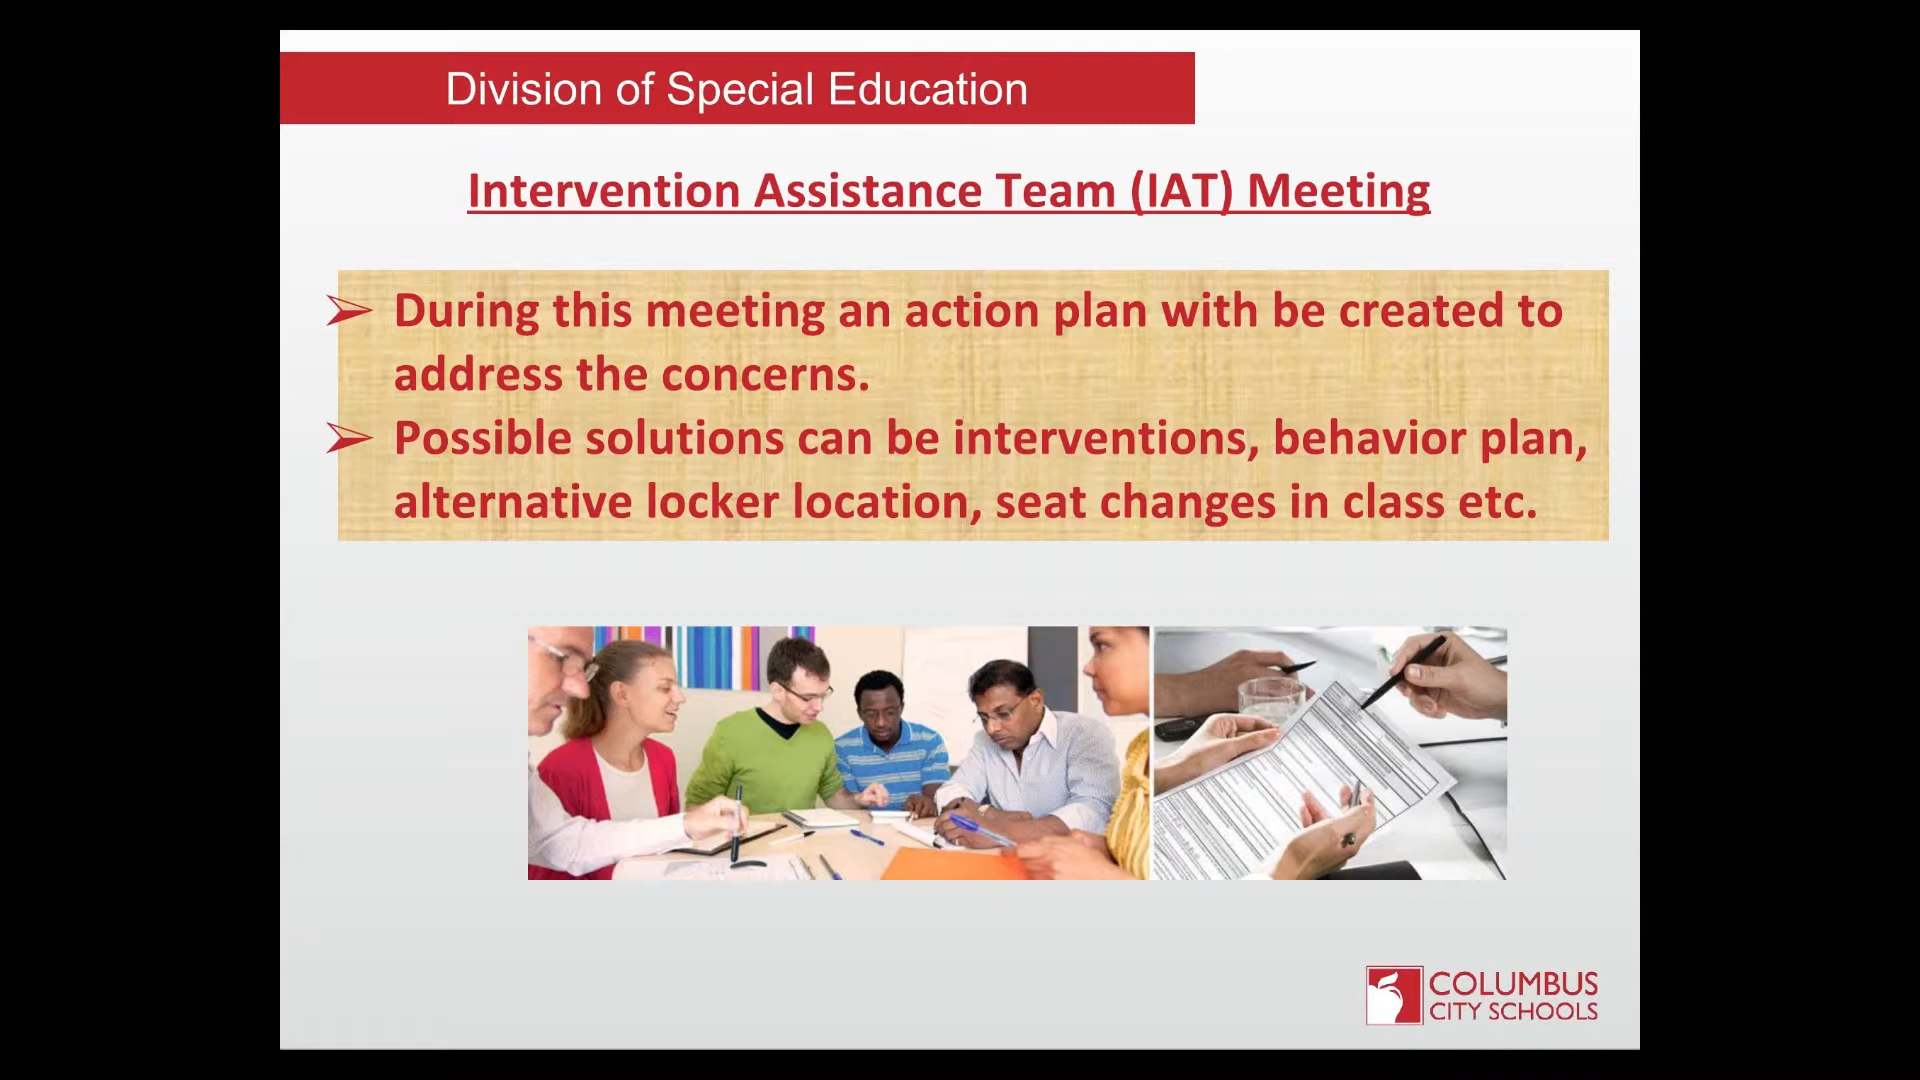 Division of Special Education
Intervention Assistance Team (IAT) Meeting
During this meeting an action plan with be created to
address the concerns.
Possible solutions can be interventions, behavior plan,
alternative locker location, seat changes in class etc.
COLUMBUS
CITY SCHOOLS